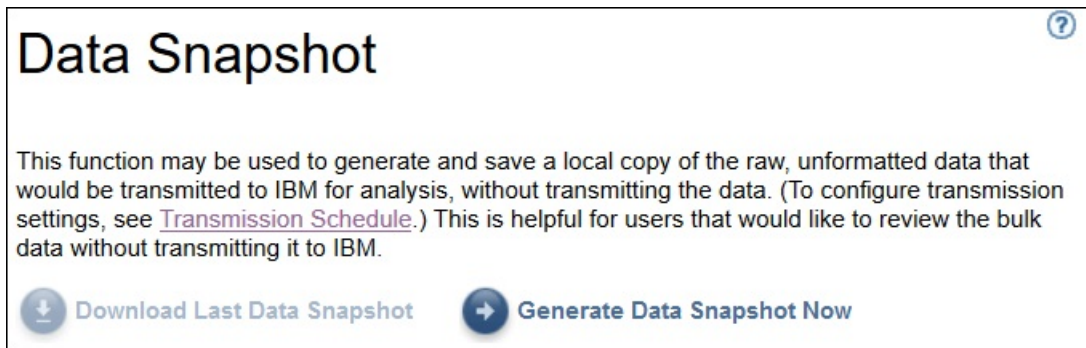 ?
Data Snapshot
This function may be used to generate and save a local copy of the raw, unformatted data that
would be transmitted to IBM for analysis, without transmitting the data. (To configure transmission
settings, see Transmission Schedule.) This is helpful for users that would like to review the bulk
data without transmitting it to IBM.
Download Last Data Snapshot Generate Data Snapshot Now